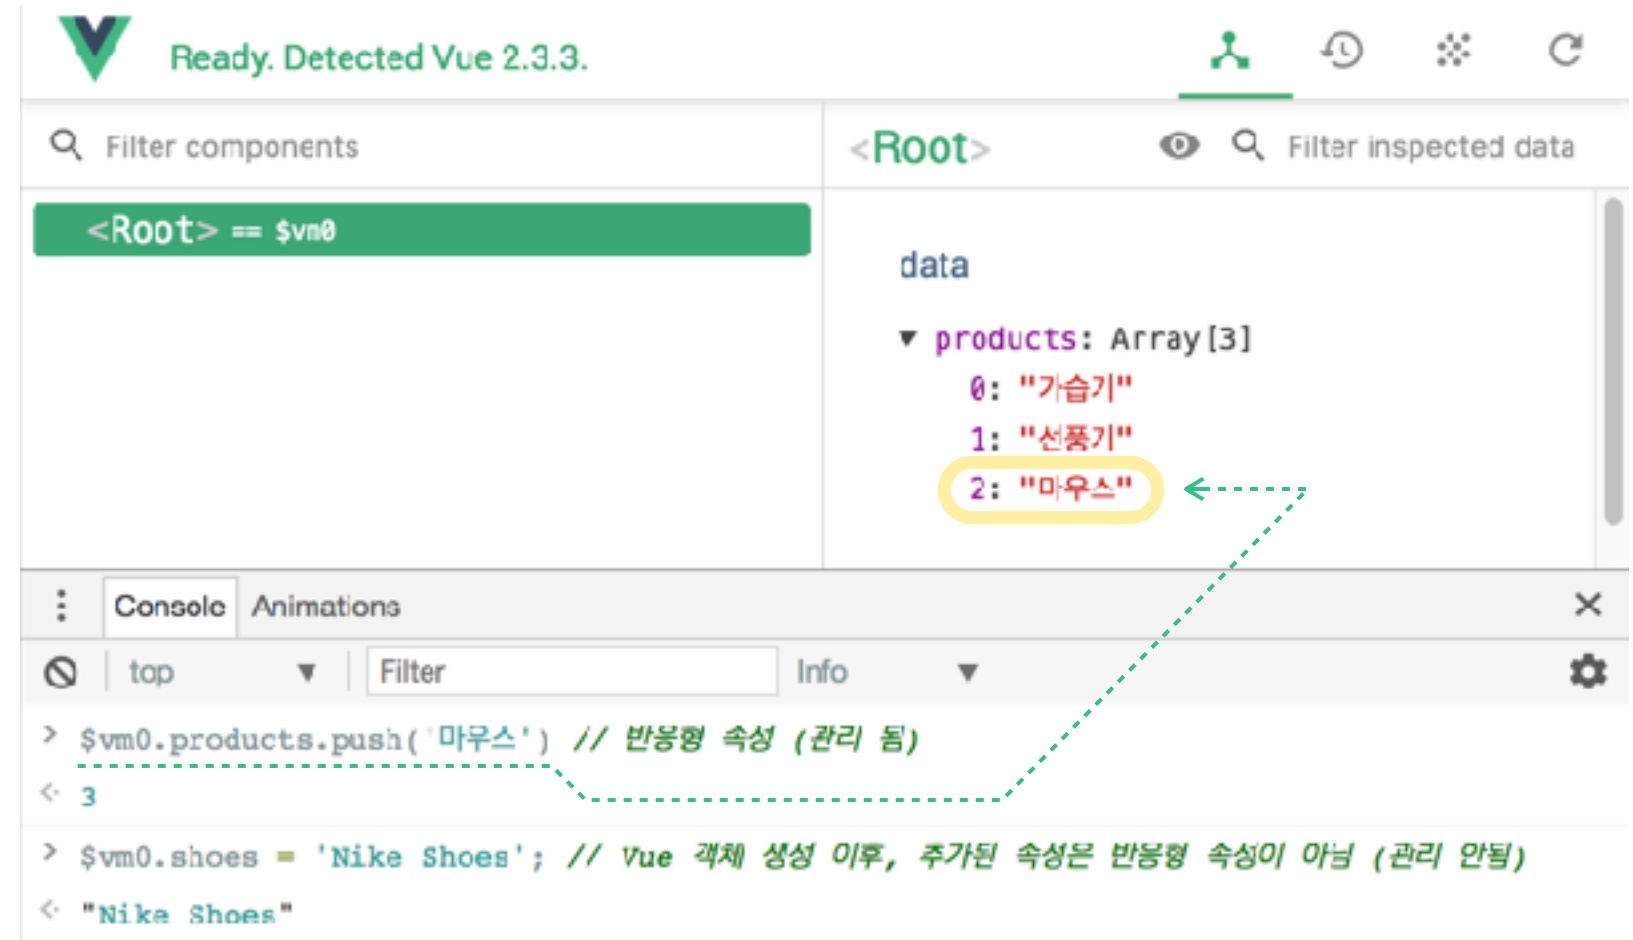 Ready. Detected Vue 2.3.3.
Filter components
<Root> == $vm0
<Root>
Filter inspected data
data
▼ products: Array[3]
0: "가습기"
1: "선풍기"
2: "마우스"
Console Animations
top ▼ Filter Info ▼
> $vm0.products.push('마우스') // 반응형 속성 (관리 됨)
<· 3
> $vm0.shoes = 'Nike Shoes'; // Vue 객체 생성 이후, 추가된 속성은 반응형 속성이 아님 (관리 안됨)
<· "Nike Shoes"